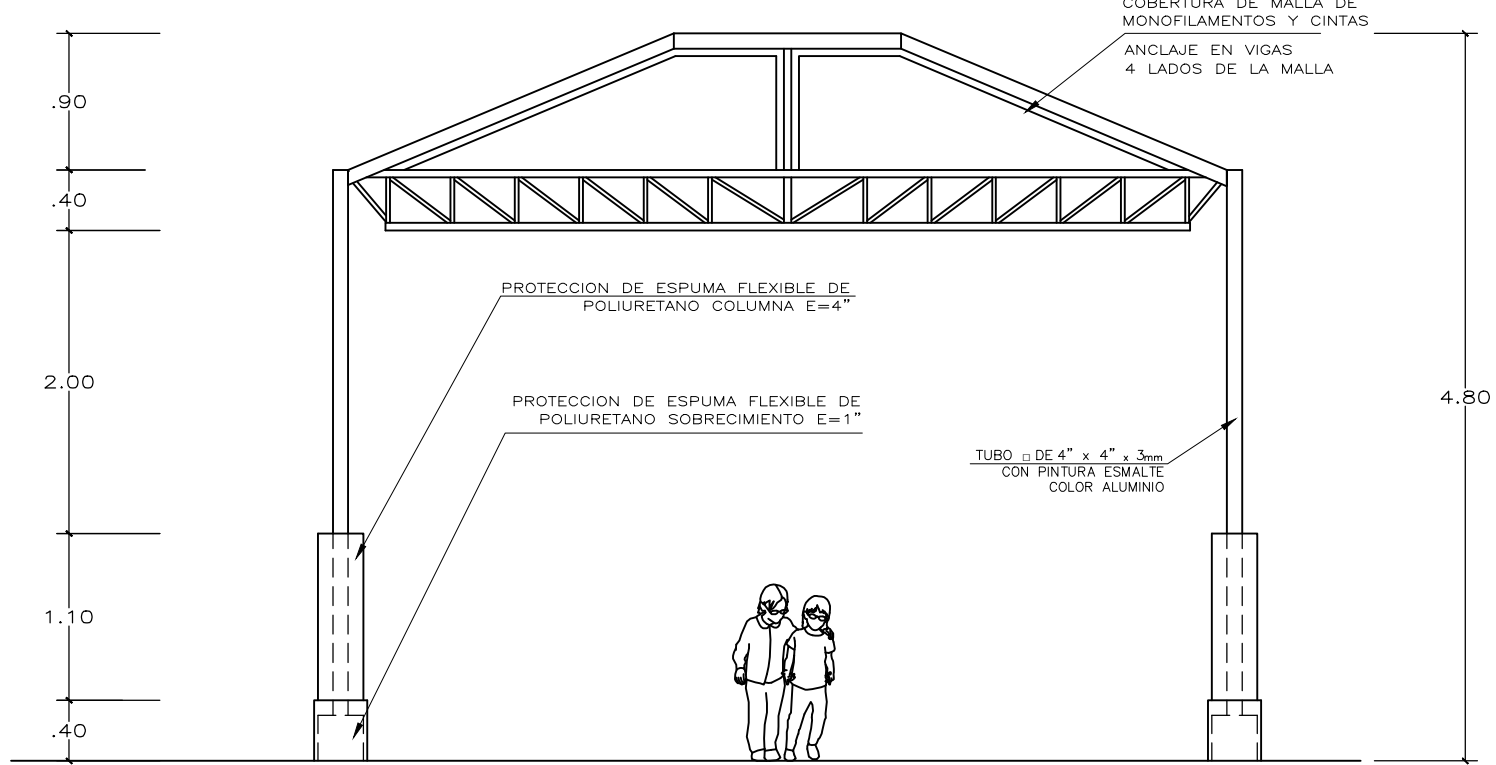 COBERTURA DE MALLA DE
MONOFILAMENTOS Y CINTAS
ANCLAJE EN VIGAS
4 LADOS DE LA MALLA
.90
.40
PROTECCION DE ESPUMA FLEXIBLE DE
POLIURETANO COLUMNA E=4”
2.00
4.80
PROTECCION DE ESPUMA FLEXIBLE DE
POLIURETANO SOBRECIMIENTO E=1”
TUBO □ DE 4” x 4” x 3mm
CON PINTURA ESMALTE
COLOR ALUMINIO
1.10
.40